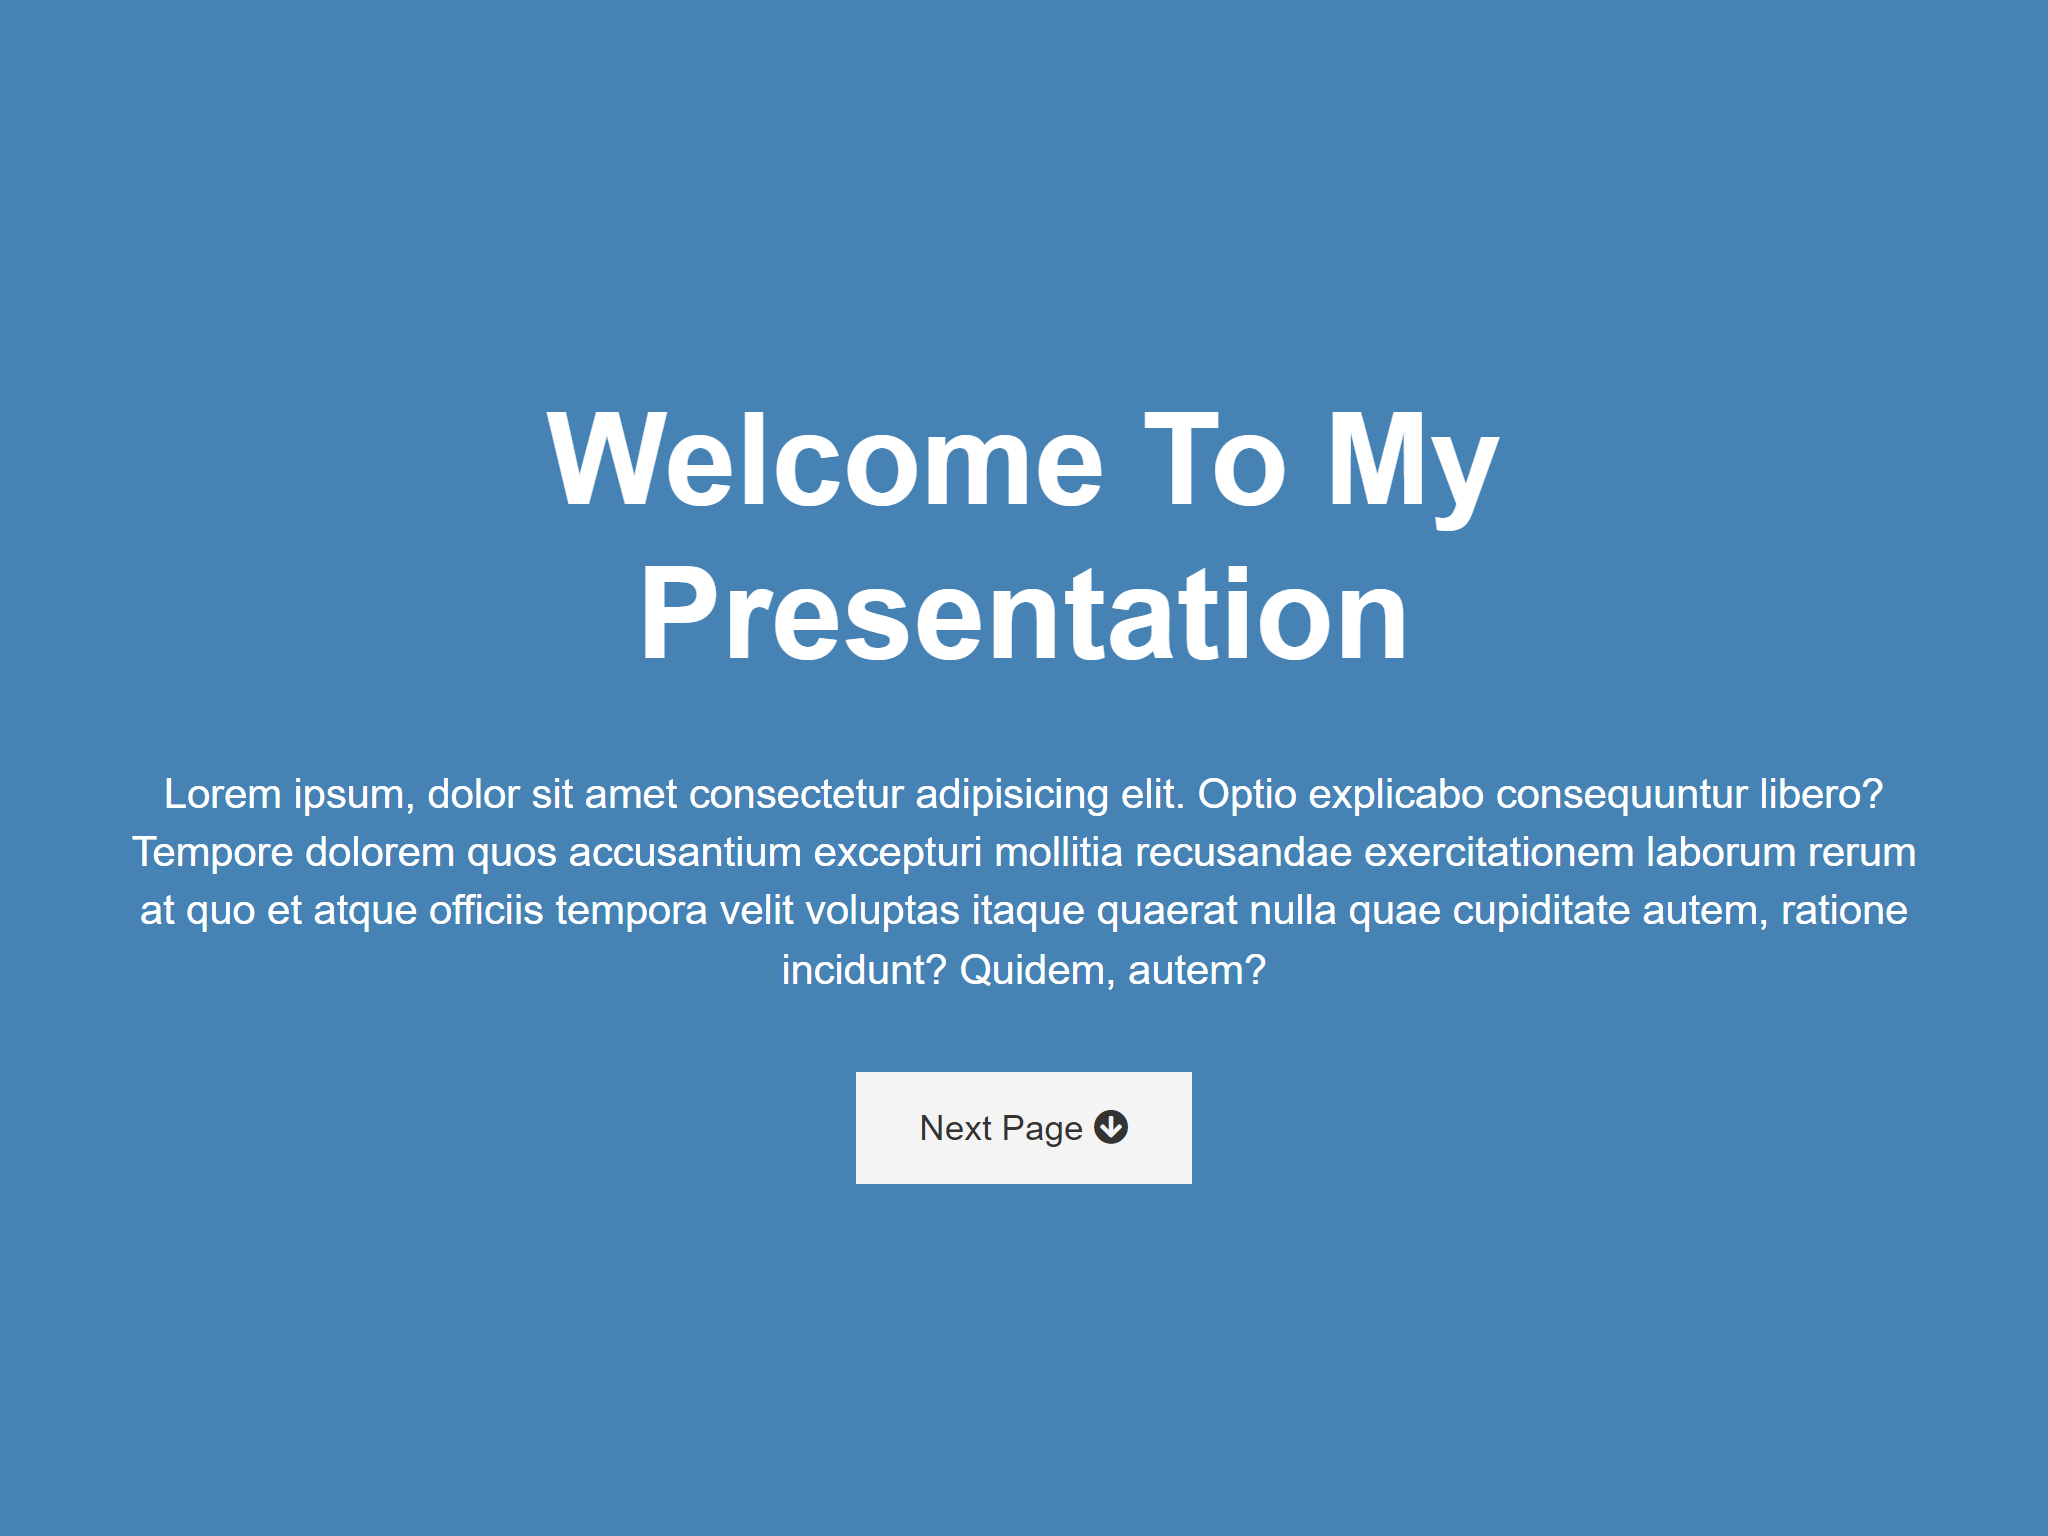 Welcome To My
Presentation
Lorem ipsum, dolor sit amet consectetur adipisicing elit. Optio explicabo consequuntur libero?
Tempore dolorem quos accusantium excepturi mollitia recusandae exercitationem laborum rerum
at quo et atque officiis tempora velit voluptas itaque quaerat nulla quae cupiditate autem, ratione
incidunt? Quidem, autem?
Next Page